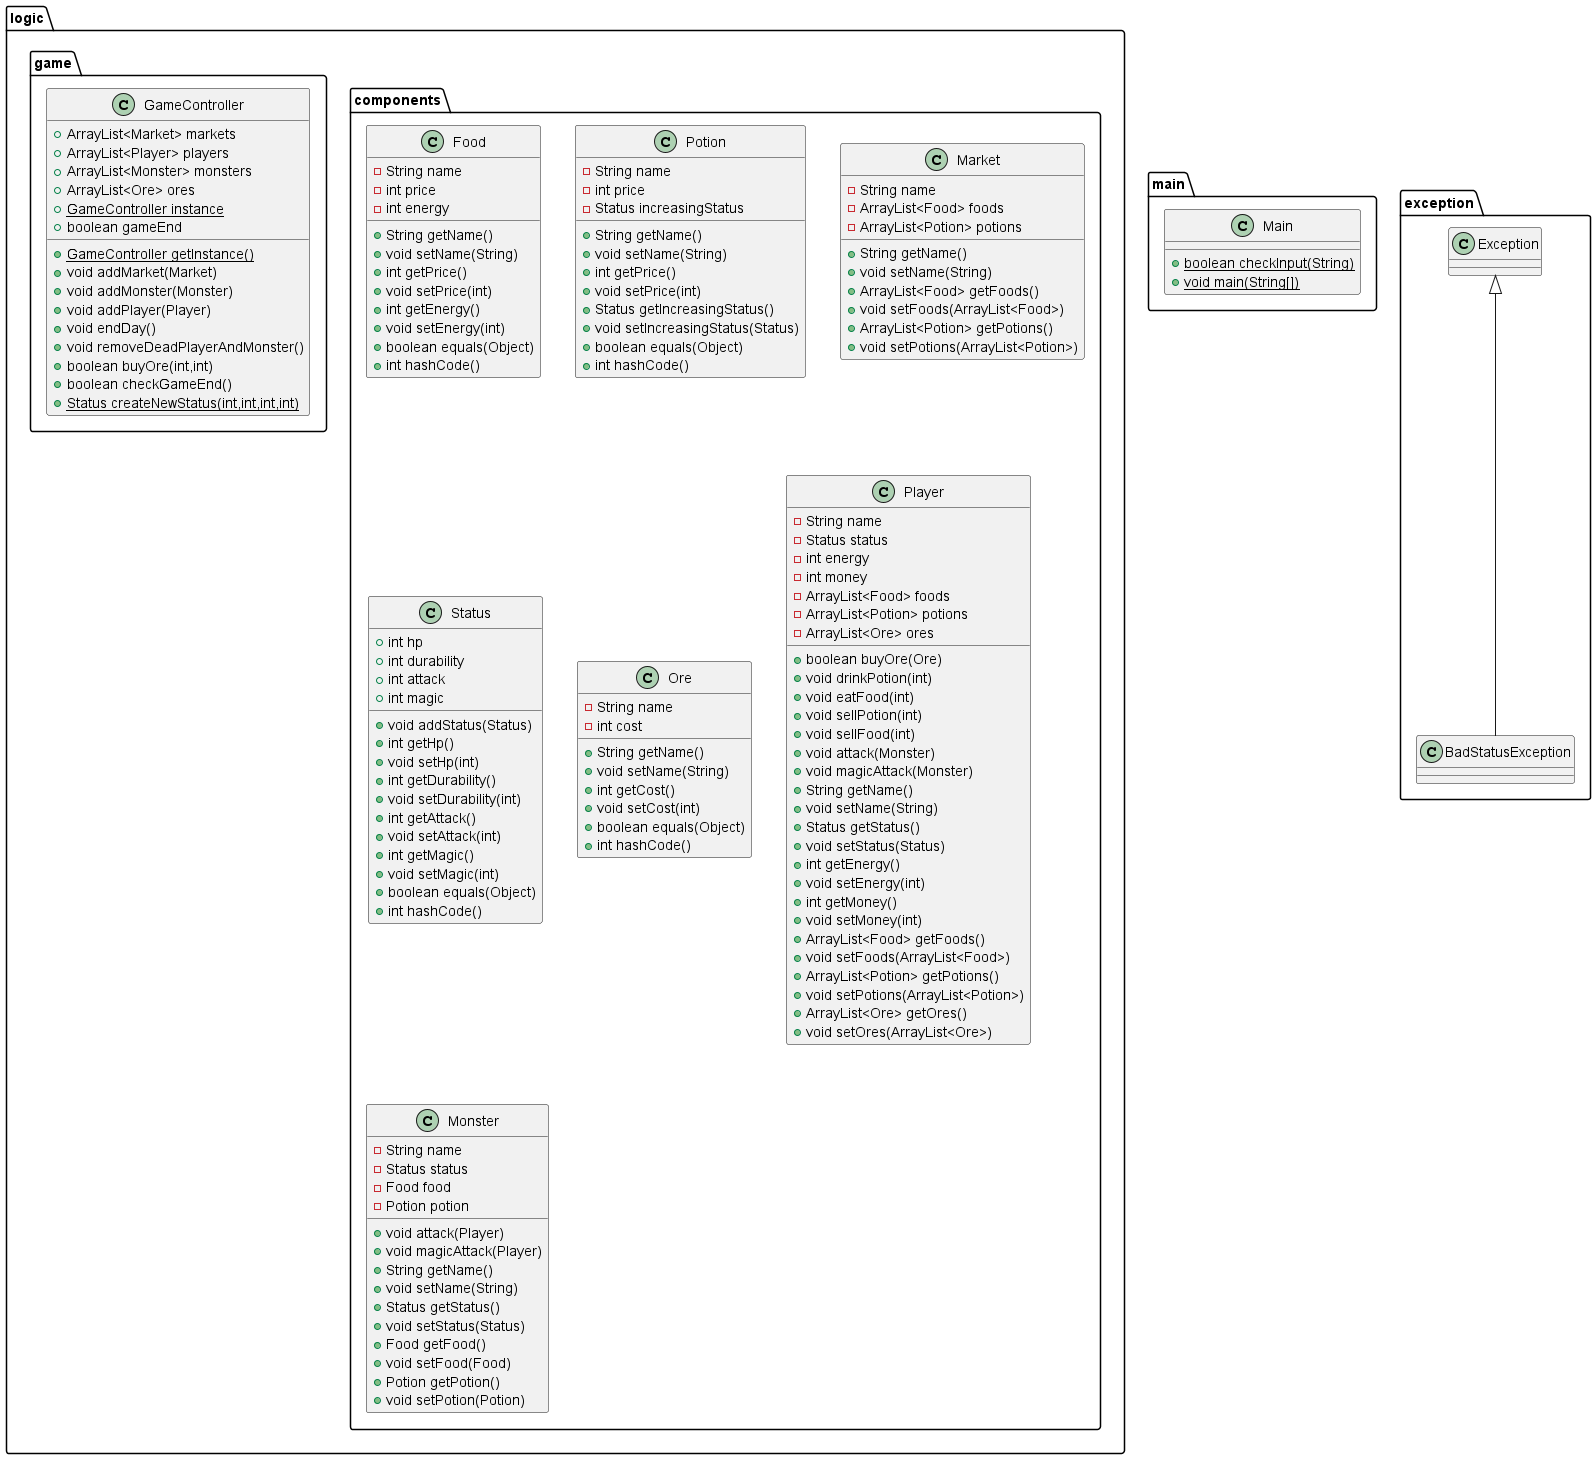 logic
game
C GameController
ArrayList<Market> markets
ArrayList<Player> players
ArrayList<Monster> monsters
ArrayList<Ore> ores
GameController instance
boolean gameEnd
GameController getInstance()
void addMarket(Market)
void addMonster(Monster)
void addPlayer(Player)
void endDay()
void removeDeadPlayerAndMonster()
boolean buyOre(int,int)
boolean checkGameEnd()
Status createNewStatus(int,int,int,int)
components
C Food
String name
int price
int energy
String getName()
void setName(String)
int getPrice()
void setPrice(int)
int getEnergy()
void setEnergy(int)
boolean equals(Object)
int hashCode()
C Potion
String name
int price
Status increasingStatus
String getName()
void setName(String)
int getPrice()
void setPrice(int)
Status getIncreasingStatus()
void setIncreasingStatus(Status)
boolean equals(Object)
int hashCode()
C Market
String name
ArrayList<Food> foods
ArrayList<Potion> potions
String getName()
void setName(String)
ArrayList<Food> getFoods()
void setFoods(ArrayList<Food>)
ArrayList<Potion> getPotions()
void setPotions(ArrayList<Potion>)
C Status
int hp
int durability
int attack
int magic
void addStatus(Status)
int getHp()
void setHp(int)
int getDurability()
void setDurability(int)
int getAttack()
void setAttack(int)
int getMagic()
void setMagic(int)
boolean equals(Object)
int hashCode()
C Ore
String name
int cost
String getName()
void setName(String)
int getCost()
void setCost(int)
boolean equals(Object)
int hashCode()
C Player
String name
Status status
int energy
int money
ArrayList<Food> foods
ArrayList<Potion> potions
ArrayList<Ore> ores
boolean buyOre(Ore)
void drinkPotion(int)
void eatFood(int)
void sellPotion(int)
void sellFood(int)
void attack(Monster)
void magicAttack(Monster)
String getName()
void setName(String)
Status getStatus()
void setStatus(Status)
int getEnergy()
void setEnergy(int)
int getMoney()
void setMoney(int)
ArrayList<Food> getFoods()
void setFoods(ArrayList<Food>)
ArrayList<Potion> getPotions()
void setPotions(ArrayList<Potion>)
ArrayList<Ore> getOres()
void setOres(ArrayList<Ore>)
C Monster
String name
Status status
Food food
Potion potion
void attack(Player)
void magicAttack(Player)
String getName()
void setName(String)
Status getStatus()
void setStatus(Status)
Food getFood()
void setFood(Food)
Potion getPotion()
void setPotion(Potion)
main
C Main
boolean checkInput(String)
void main(String[])
exception
C Exception
C BadStatusException